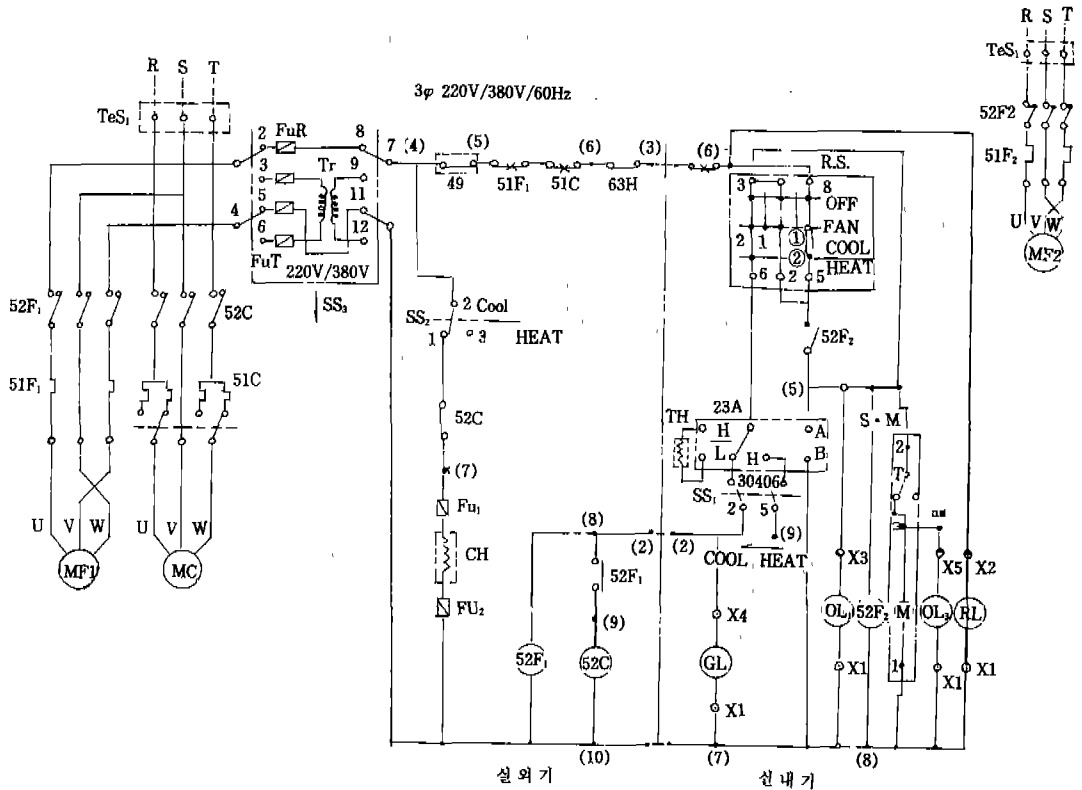 R S T
TeS₁
3φ 220V/380V/60Hz
R S T
TeS₁
52F2
51F₂
U V W
MF2
2 FuR 8
3 Tr 9
5 11
4 6 12
FuT
220V/380V
SS₃
7 (4) (5) (6) (3) (6)
49 51F₁ 51C 63H
R.S.
3 8
OFF
FAN
2 1 ①
COOL
②
HEAT
6 2 5
52F₁ 52C
51F₁ 51C
SS₂ 2 Cool
1 3 HEAT
52F₂
(5)
52C
TH 23A
H A
L H B
S·M
2
T
(7)
Fu₁
SS₁ 30406
2 5
(8) (2) (2) (9)
COOL HEAT
U V W U V W
MF1 MC
CH
52F₁
X3 X5 X2
FU₂
(9)
X4
52F₁ 52C GL OL 52F₂ M OL₃ RL
1
X1 X1 X1 X1
(10) (7) (8)
실외기 실내기